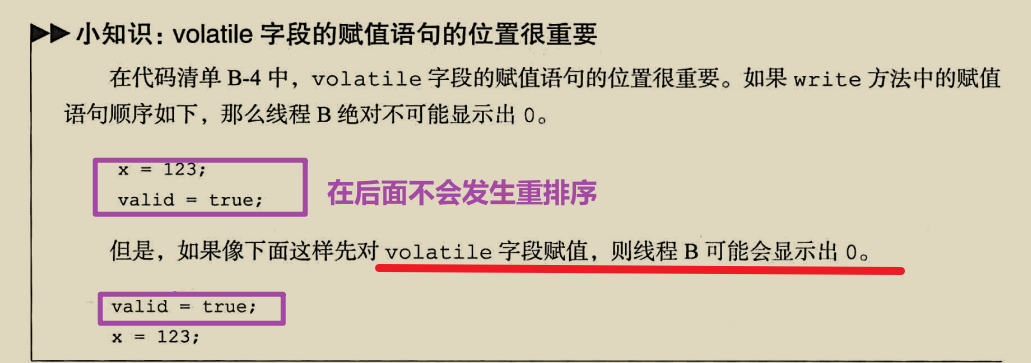 ▶▶ 小知识：volatile 字段的赋值语句的位置很重要
在代码清单 B-4 中，volatile 字段的赋值语句的位置很重要。如果 write 方法中的赋值
语句顺序如下，那么线程 B 绝对不可能显示出 0。
x = 123;
valid = true;
在后面不会发生重排序
但是，如果像下面这样先对 volatile 字段赋值，则线程 B 可能会显示出 0。
valid = true;
x = 123;